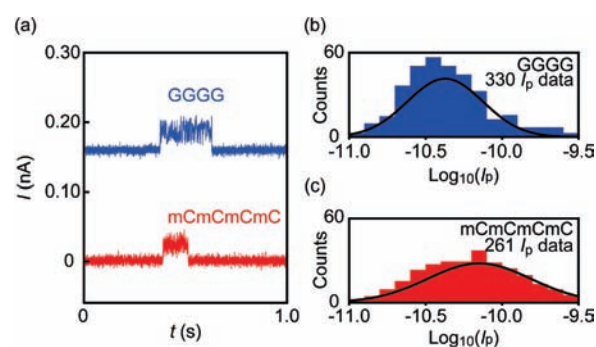 (a)
0.30
0.20
0.10
0
I (nA)
GGGG
mCmCmCmC
0
1.0
t (s)
(b)
60
0
Counts
GGGG
330 Ip data
-11.0
-10.5
-10.0
-9.5
Log10(Ip)
(c)
60
0
Counts
mCmCmCmC
261 Ip data
-11.0
-10.5
-10.0
-9.5
Log10(Ip)